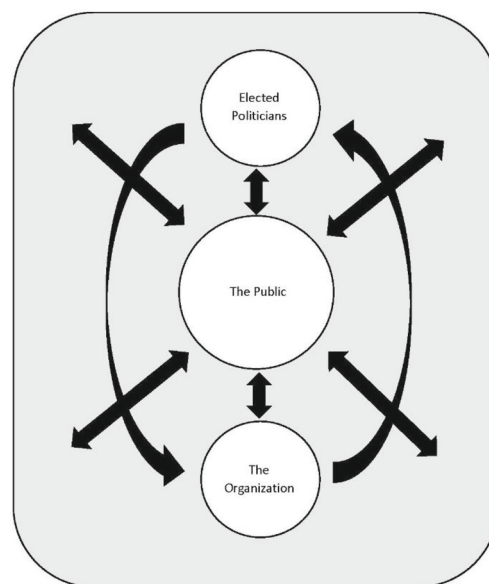 Elected
Politicians
The Public
The
Organization